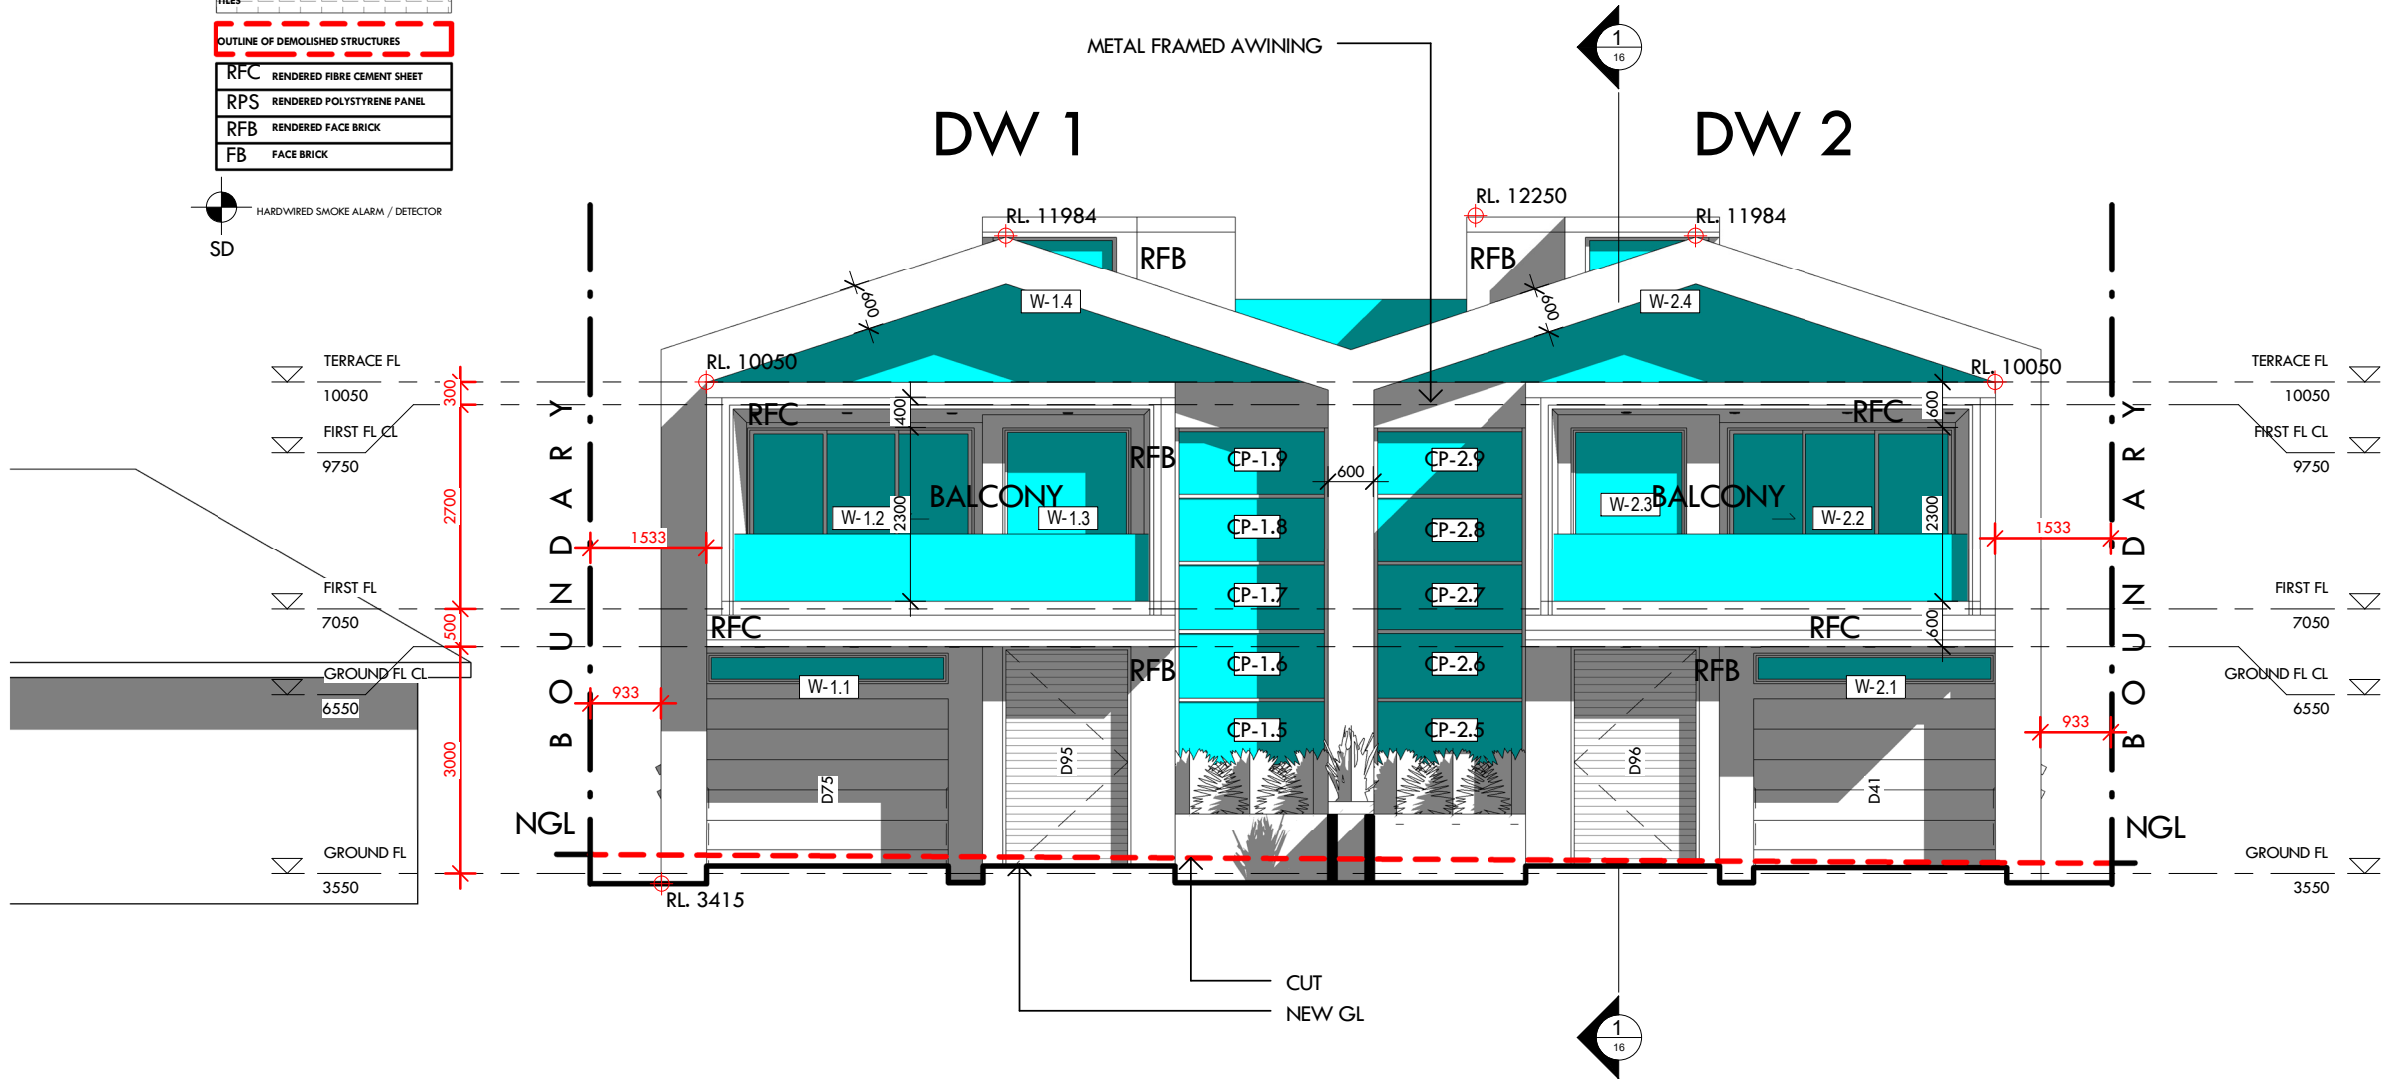 TILES
OUTLINE OF DEMOLISHED STRUCTURES
RFC RENDERED FIBRE CEMENT SHEET
RPS RENDERED POLYSTYRENE PANEL
RFB RENDERED FACE BRICK
FB FACE BRICK
HARDWIRED SMOKE ALARM / DETECTOR
SD
METAL FRAMED AWINING
1
16
DW 1
DW 2
RL. 12250
RL. 11984
RL. 11984
RFB
RFB
600
W-1.4
600
W-2.4
TERRACE FL
10050
FIRST FL CL
9750
FIRST FL
7050
GROUND FL CL
6550
GROUND FL
3550
300
2700
500
3000
BOUNDARY
NGL
1533
933
RL. 10050
RFC
400
2300
BALCONY
W-1.2
W-1.3
RFB
RFC
RFB
W-1.1
D75
D95
CP-1.9
CP-1.8
CP-1.7
CP-1.6
CP-1.5
600
CP-2.9
CP-2.8
CP-2.7
CP-2.6
CP-2.5
RL. 10050
RFC
600
2300
600
W-2.3
BALCONY
W-2.2
RFC
RFB
W-2.1
D96
D41
1533
933
BOUNDARY
NGL
TERRACE FL
10050
FIRST FL CL
9750
FIRST FL
7050
GROUND FL CL
6550
GROUND FL
3550
RL. 3415
CUT
NEW GL
1
16